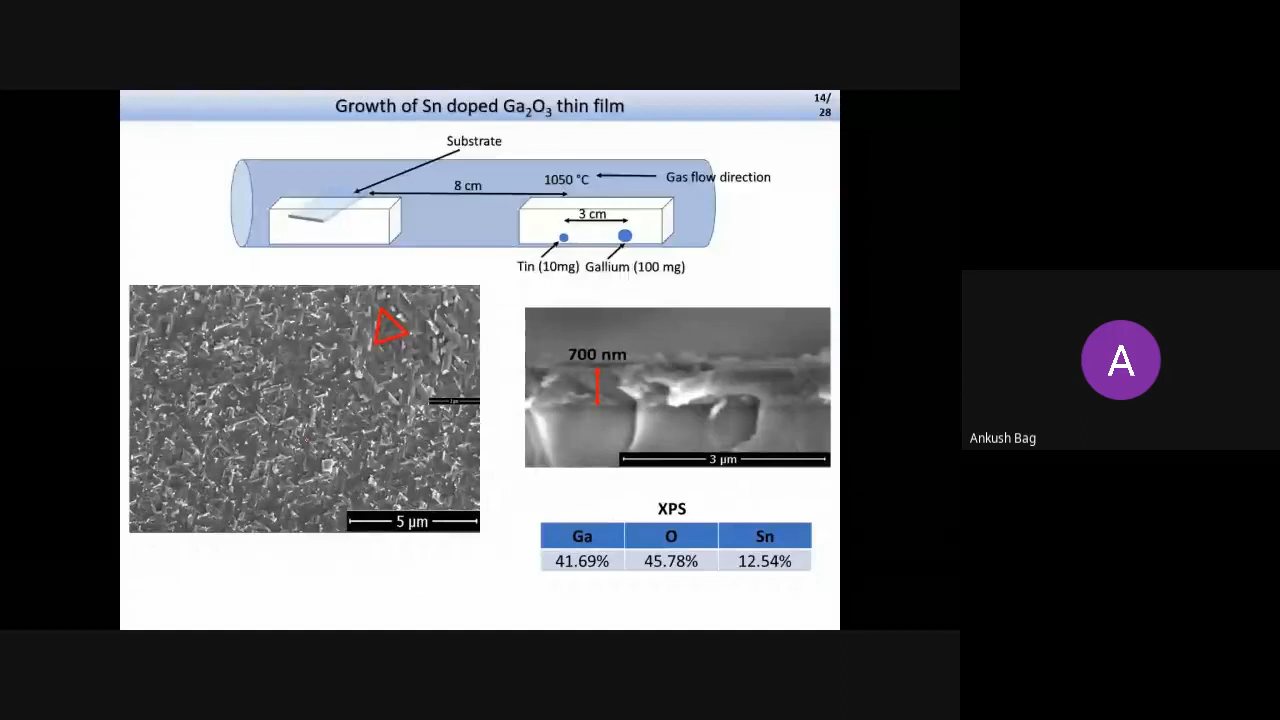 Growth of Sn doped Ga₂O₃ thin film
14/
28
Substrate
8 cm
1050 °C
Gas flow direction
3 cm
Tin (10mg)
Gallium (100 mg)
5 µm
700 nm
3 µm
XPS
Ga O Sn
41.69% 45.78% 12.54%
A
Ankush Bag